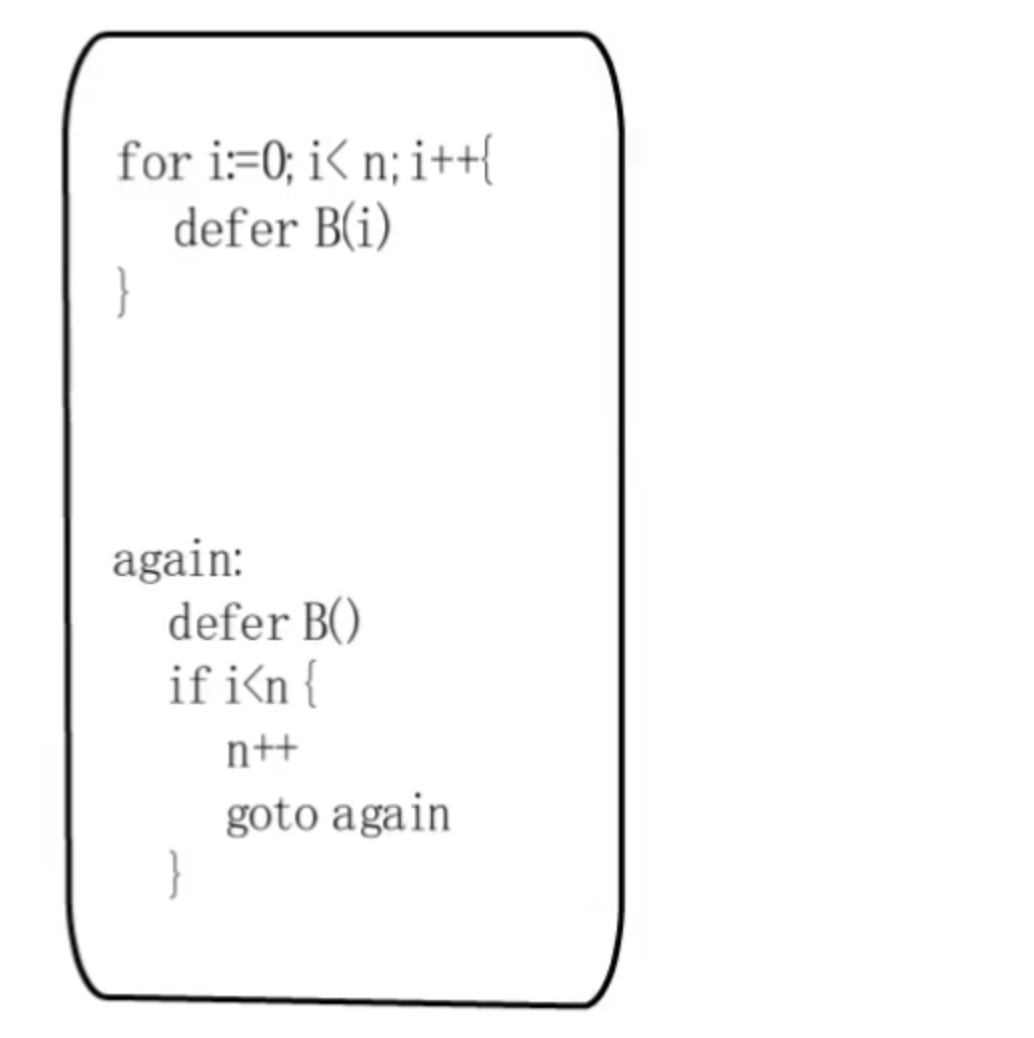 for i:=0; i< n; i++{
defer B(i)
}
again:
defer B()
if i<n {
n++
goto again
}